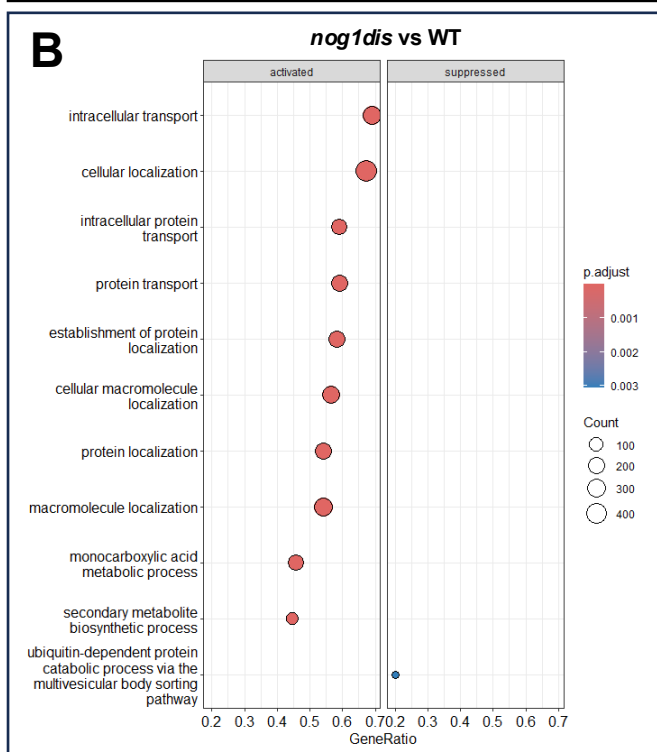 B
nog1dis vs WT
activated
suppressed
intracellular transport
cellular localization
intracellular protein
transport
protein transport
establishment of protein
localization
cellular macromolecule
localization
protein localization
macromolecule localization
monocarboxylic acid
metabolic process
secondary metabolite
biosynthetic process
ubiquitin-dependent protein
catabolic process via the
multivesicular body sorting
pathway
0.2 0.3 0.4 0.5 0.6 0.7 0.2 0.3 0.4 0.5 0.6 0.7
GeneRatio
p.adjust
0.001
0.002
0.003
Count
100
200
300
400